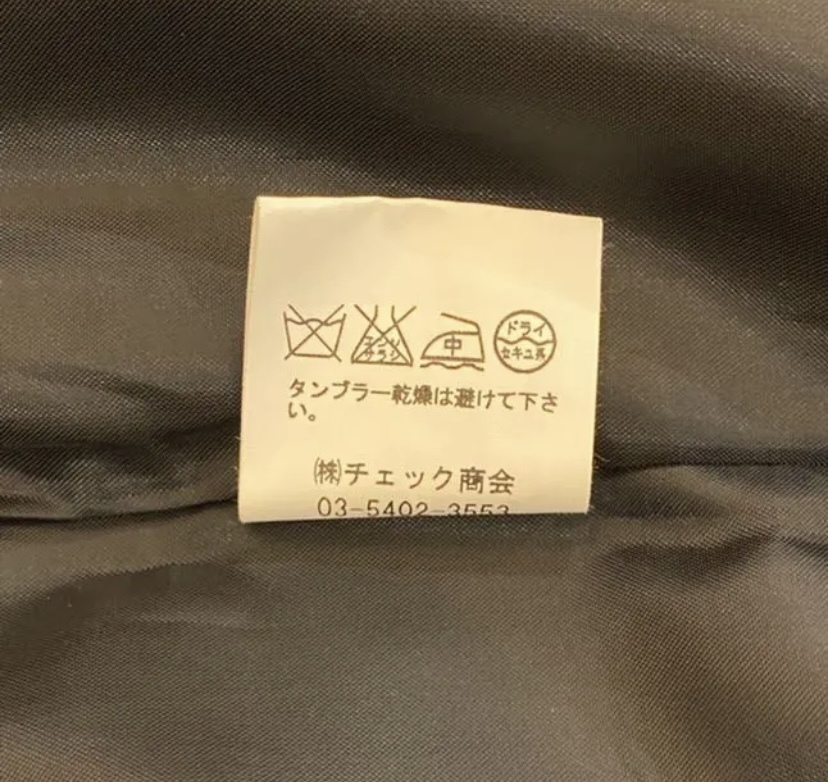 エンソ
サラシ
中
ドライ
セキユ系
タンブラー乾燥は避けて下さ
い。
㈱チェック商会
03-5402-3553